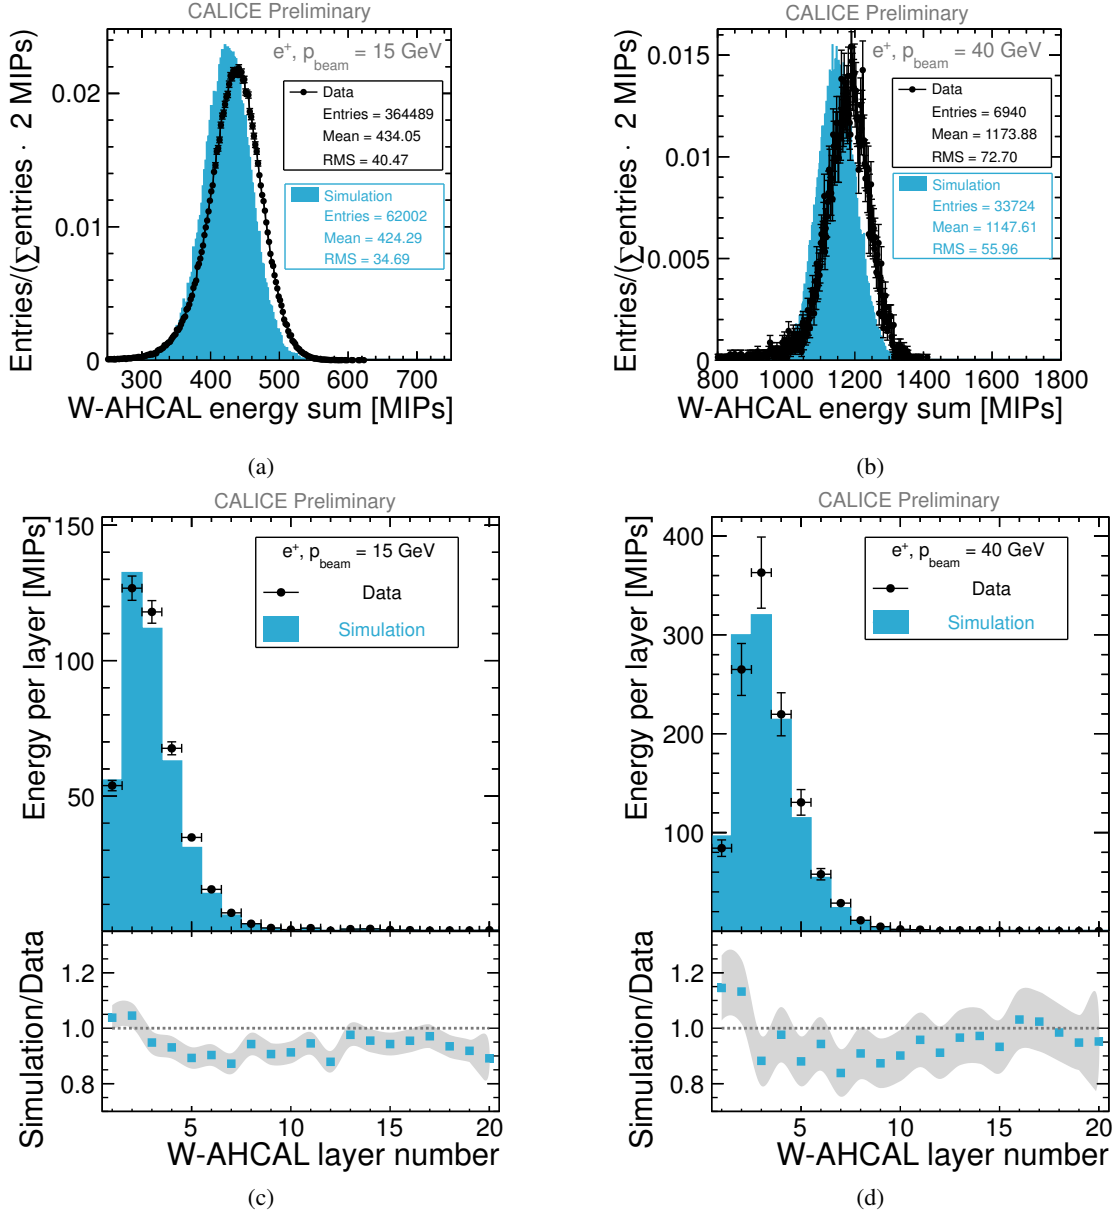 CALICE Preliminary
e⁺, p_beam = 15 GeV
Entries/(∑entries · 2 MIPs)
0.02
0.01
0
Data
Entries = 364489
Mean = 434.05
RMS = 40.47
Simulation
Entries = 62002
Mean = 424.29
RMS = 34.69
300 400 500 600 700
W-AHCAL energy sum [MIPs]
(a)
CALICE Preliminary
e⁺, p_beam = 40 GeV
Entries/(∑entries · 2 MIPs)
0.015
0.01
0.005
0
Data
Entries = 6940
Mean = 1173.88
RMS = 72.70
Simulation
Entries = 33724
Mean = 1147.61
RMS = 55.96
800 1000 1200 1400 1600 1800
W-AHCAL energy sum [MIPs]
(b)
CALICE Preliminary
Energy per layer [MIPs]
150
100
50
e⁺, p_beam = 15 GeV
Data
Simulation
Simulation/Data
1.2
1.0
0.8
5 10 15 20
W-AHCAL layer number
(c)
CALICE Preliminary
Energy per layer [MIPs]
400
300
200
100
e⁺, p_beam = 40 GeV
Data
Simulation
Simulation/Data
1.2
1.0
0.8
5 10 15 20
W-AHCAL layer number
(d)